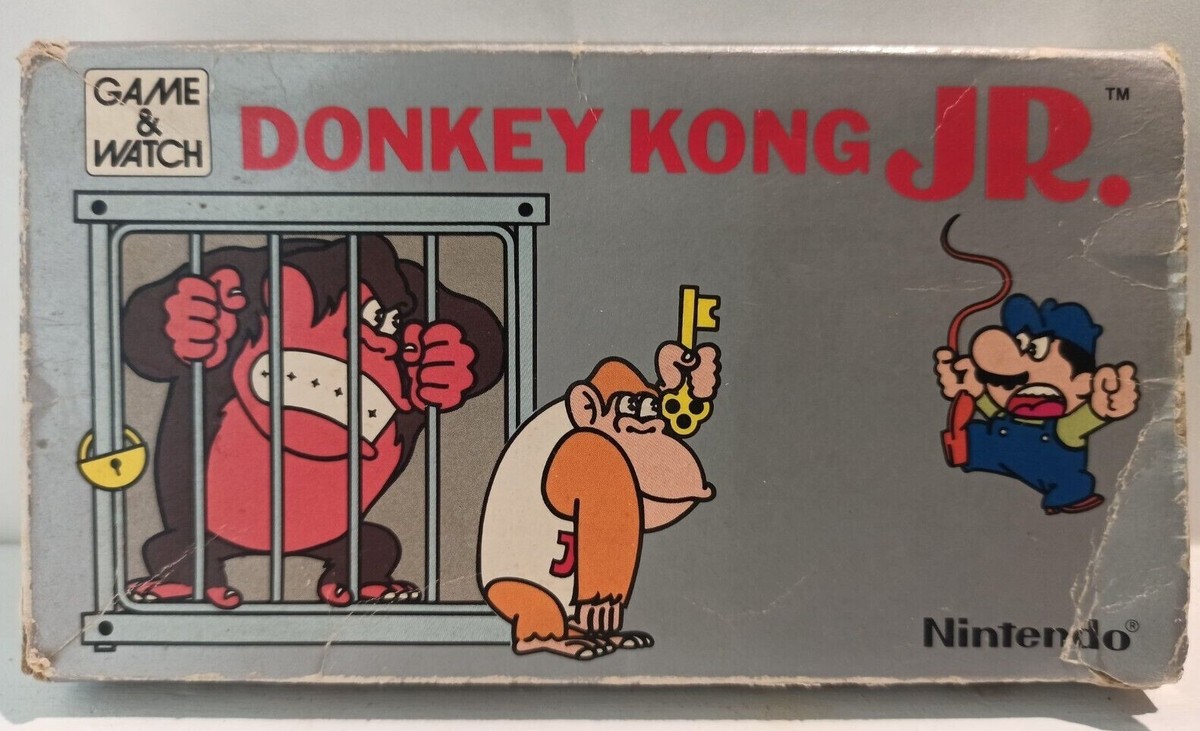 GAME
&
WATCH
DONKEY KONG JR.™
J
Nintendo®